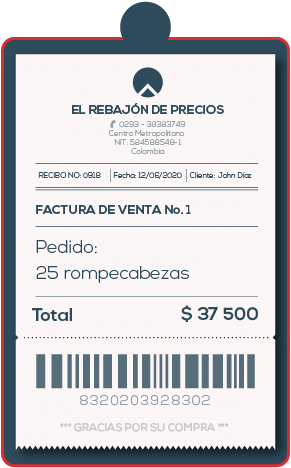 EL REBAJÓN DE PRECIOS
0293 - 38383749
Centro Metropolitano
NIT: 524588548-1
Colombia
RECIBO NO: 0918 Fecha: 12/06/2020 Cliente: John Díaz
FACTURA DE VENTA No. 1
Pedido:
25 rompecabezas
Total $ 37 500
8320203928302
*** GRACIAS POR SU COMPRA ***